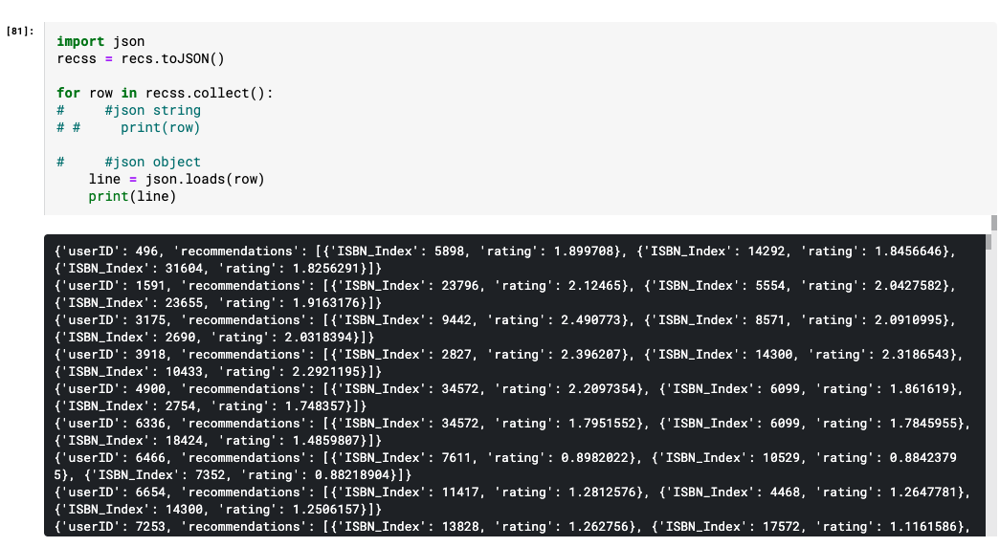 [81]:
import json
recss = recs.toJSON()
for row in recss.collect():
#     #json string
# #     print(row)
#     #json object
    line = json.loads(row)
    print(line)
{'userID': 496, 'recommendations': [{'ISBN_Index': 5898, 'rating': 1.899708}, {'ISBN_Index': 14292, 'rating': 1.8456646},
{'ISBN_Index': 31604, 'rating': 1.8256291}]}
{'userID': 1591, 'recommendations': [{'ISBN_Index': 23796, 'rating': 2.12465}, {'ISBN_Index': 5554, 'rating': 2.0427582},
{'ISBN_Index': 23655, 'rating': 1.9163176}]}
{'userID': 3175, 'recommendations': [{'ISBN_Index': 9442, 'rating': 2.490773}, {'ISBN_Index': 8571, 'rating': 2.0910995},
{'ISBN_Index': 2690, 'rating': 2.0318394}]}
{'userID': 3918, 'recommendations': [{'ISBN_Index': 2827, 'rating': 2.396207}, {'ISBN_Index': 14300, 'rating': 2.3186543},
{'ISBN_Index': 10433, 'rating': 2.2921195}]}
{'userID': 4900, 'recommendations': [{'ISBN_Index': 34572, 'rating': 2.2097354}, {'ISBN_Index': 6099, 'rating': 1.861619},
{'ISBN_Index': 2754, 'rating': 1.748357}]}
{'userID': 6336, 'recommendations': [{'ISBN_Index': 34572, 'rating': 1.7951552}, {'ISBN_Index': 6099, 'rating': 1.7845955},
{'ISBN_Index': 18424, 'rating': 1.4859807}]}
{'userID': 6466, 'recommendations': [{'ISBN_Index': 7611, 'rating': 0.8982022}, {'ISBN_Index': 10529, 'rating': 0.8842379
5}, {'ISBN_Index': 7352, 'rating': 0.88218904}]}
{'userID': 6654, 'recommendations': [{'ISBN_Index': 11417, 'rating': 1.2812576}, {'ISBN_Index': 4468, 'rating': 1.2647781},
{'ISBN_Index': 14300, 'rating': 1.2506157}]}
{'userID': 7253, 'recommendations': [{'ISBN_Index': 13828, 'rating': 1.262756}, {'ISBN_Index': 17572, 'rating': 1.1161586},